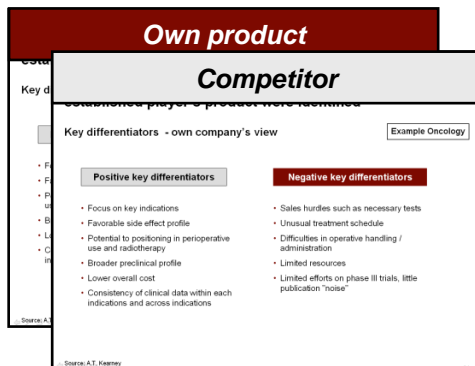 Own product
Competitor
established player's product were identified
Key d
Key differentiators - own company's view
Example Oncology
Positive key differentiators
Negative key differentiators
• Focus on key indications
• Favorable side effect profile
• Potential to positioning in perioperative
use and radiotherapy
• Broader preclinical profile
• Lower overall cost
• Consistency of clinical data within each
indications and across indications
• Sales hurdles such as necessary tests
• Unusual treatment schedule
• Difficulties in operative handling /
administration
• Limited resources
• Limited efforts on phase III trials, little
publication "noise"
Source: A.T.
Source: A.T. Kearney